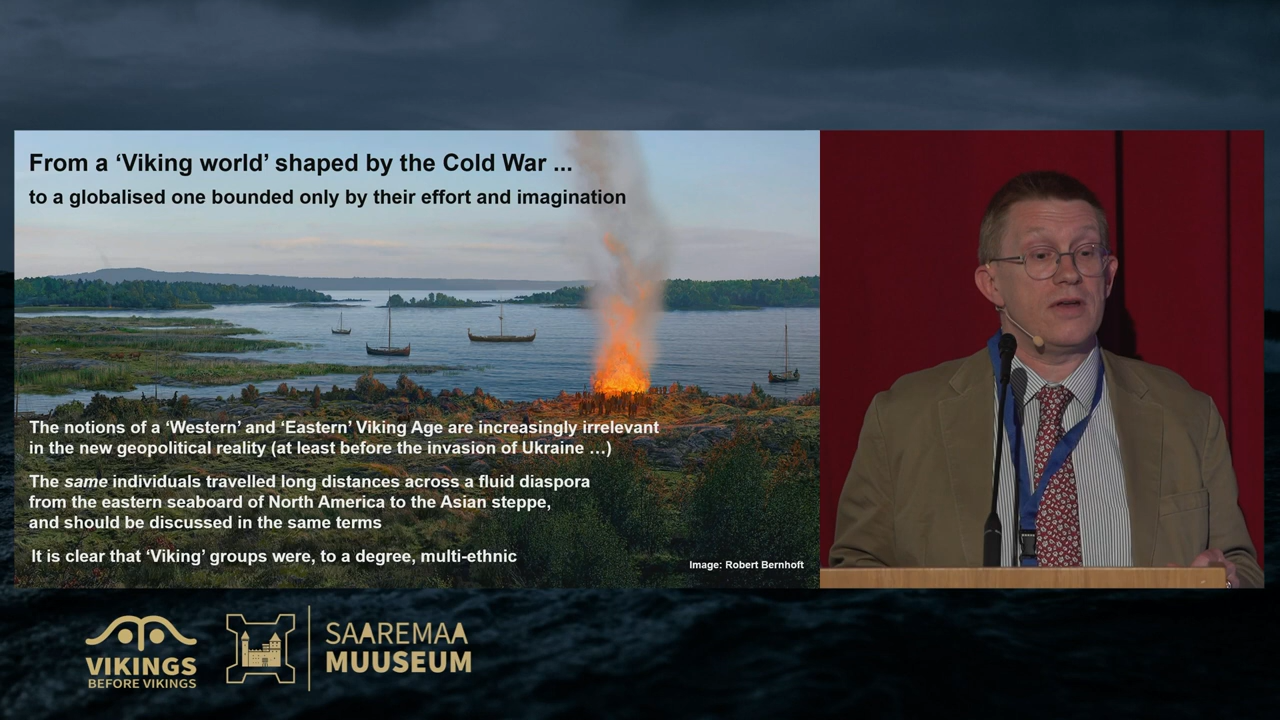 From a ‘Viking world’ shaped by the Cold War ...
to a globalised one bounded only by their effort and imagination
The notions of a ‘Western’ and ‘Eastern’ Viking Age are increasingly irrelevant
in the new geopolitical reality (at least before the invasion of Ukraine …)
The same individuals travelled long distances across a fluid diaspora
from the eastern seaboard of North America to the Asian steppe,
and should be discussed in the same terms
It is clear that ‘Viking’ groups were, to a degree, multi-ethnic
Image: Robert Bernhoft
VIKINGS
BEFORE VIKINGS
SAAREMAA
MUUSEUM